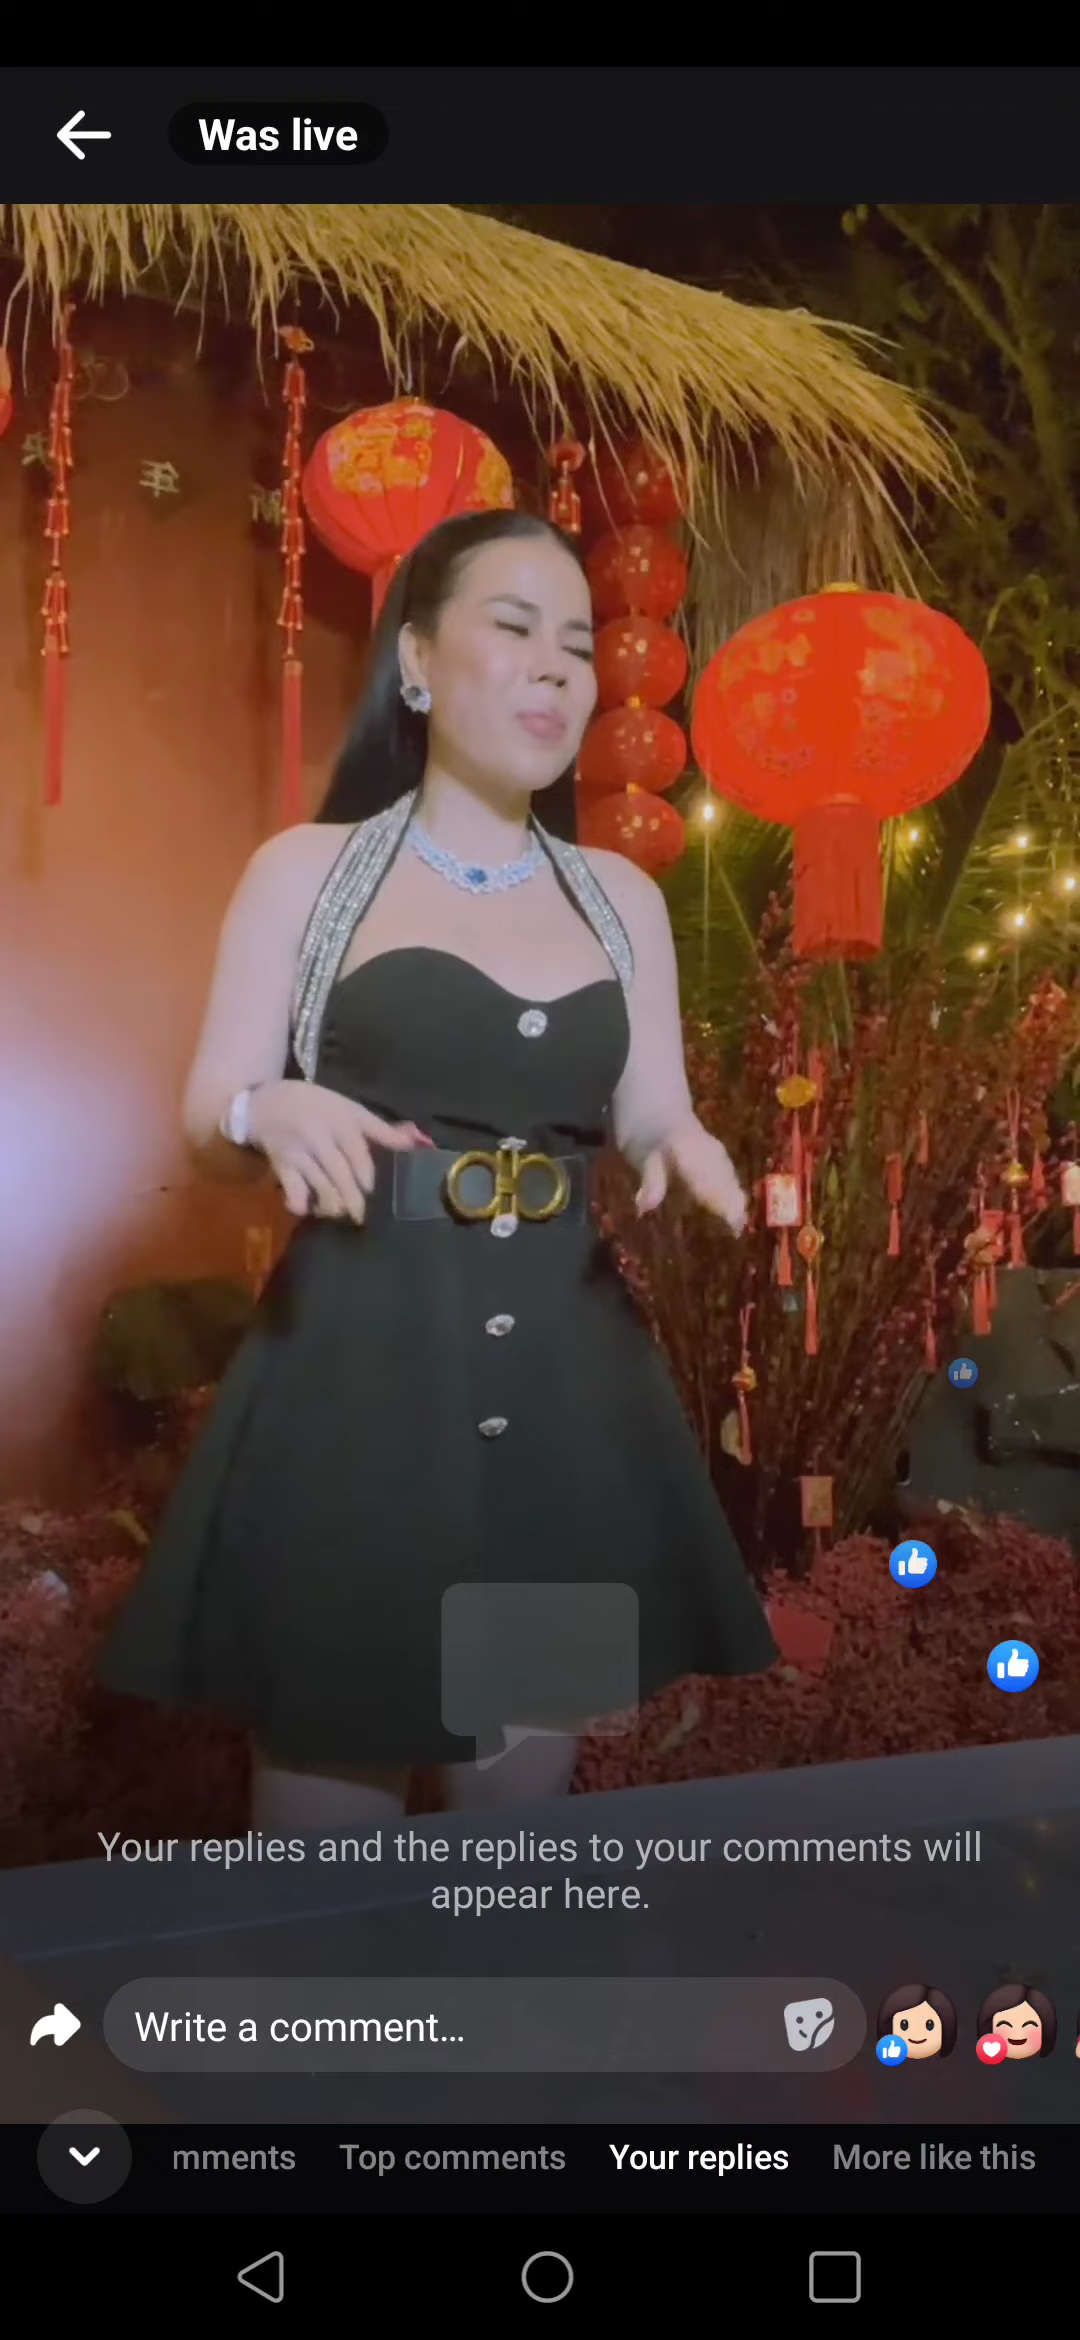 Was live
年
Your replies and the replies to your comments will
appear here.
Write a comment...
mments Top comments Your replies More like this